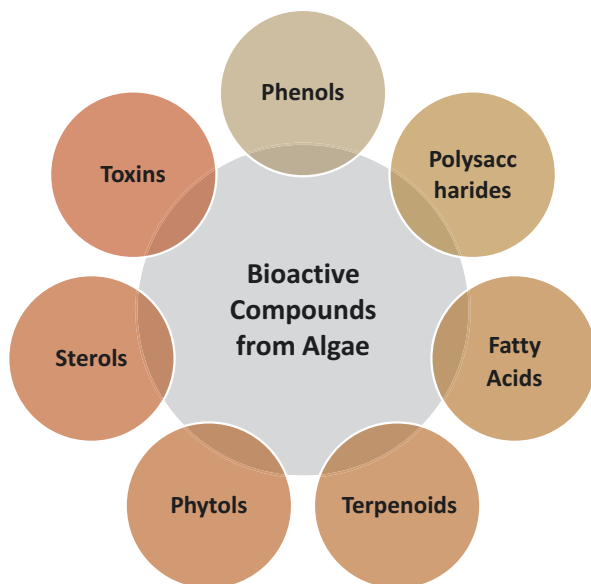 Phenols
Polysacc
harides
Fatty
Acids
Terpenoids
Phytols
Sterols
Toxins
Bioactive
Compounds
from Algae